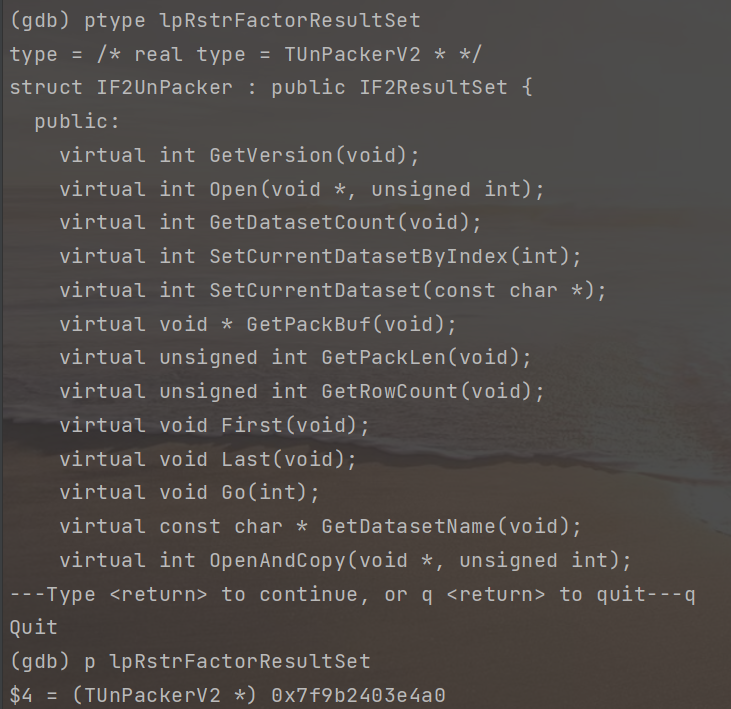 (gdb) ptype lpRstrFactorResultSet
type = /* real type = TUnPackerV2 * */
struct IF2UnPacker : public IF2ResultSet {
  public:
    virtual int GetVersion(void);
    virtual int Open(void *, unsigned int);
    virtual int GetDatasetCount(void);
    virtual int SetCurrentDatasetByIndex(int);
    virtual int SetCurrentDataset(const char *);
    virtual void * GetPackBuf(void);
    virtual unsigned int GetPackLen(void);
    virtual unsigned int GetRowCount(void);
    virtual void First(void);
    virtual void Last(void);
    virtual void Go(int);
    virtual const char * GetDatasetName(void);
    virtual int OpenAndCopy(void *, unsigned int);
---Type <return> to continue, or q <return> to quit---q
Quit
(gdb) p lpRstrFactorResultSet
$4 = (TUnPackerV2 *) 0x7f9b2403e4a0